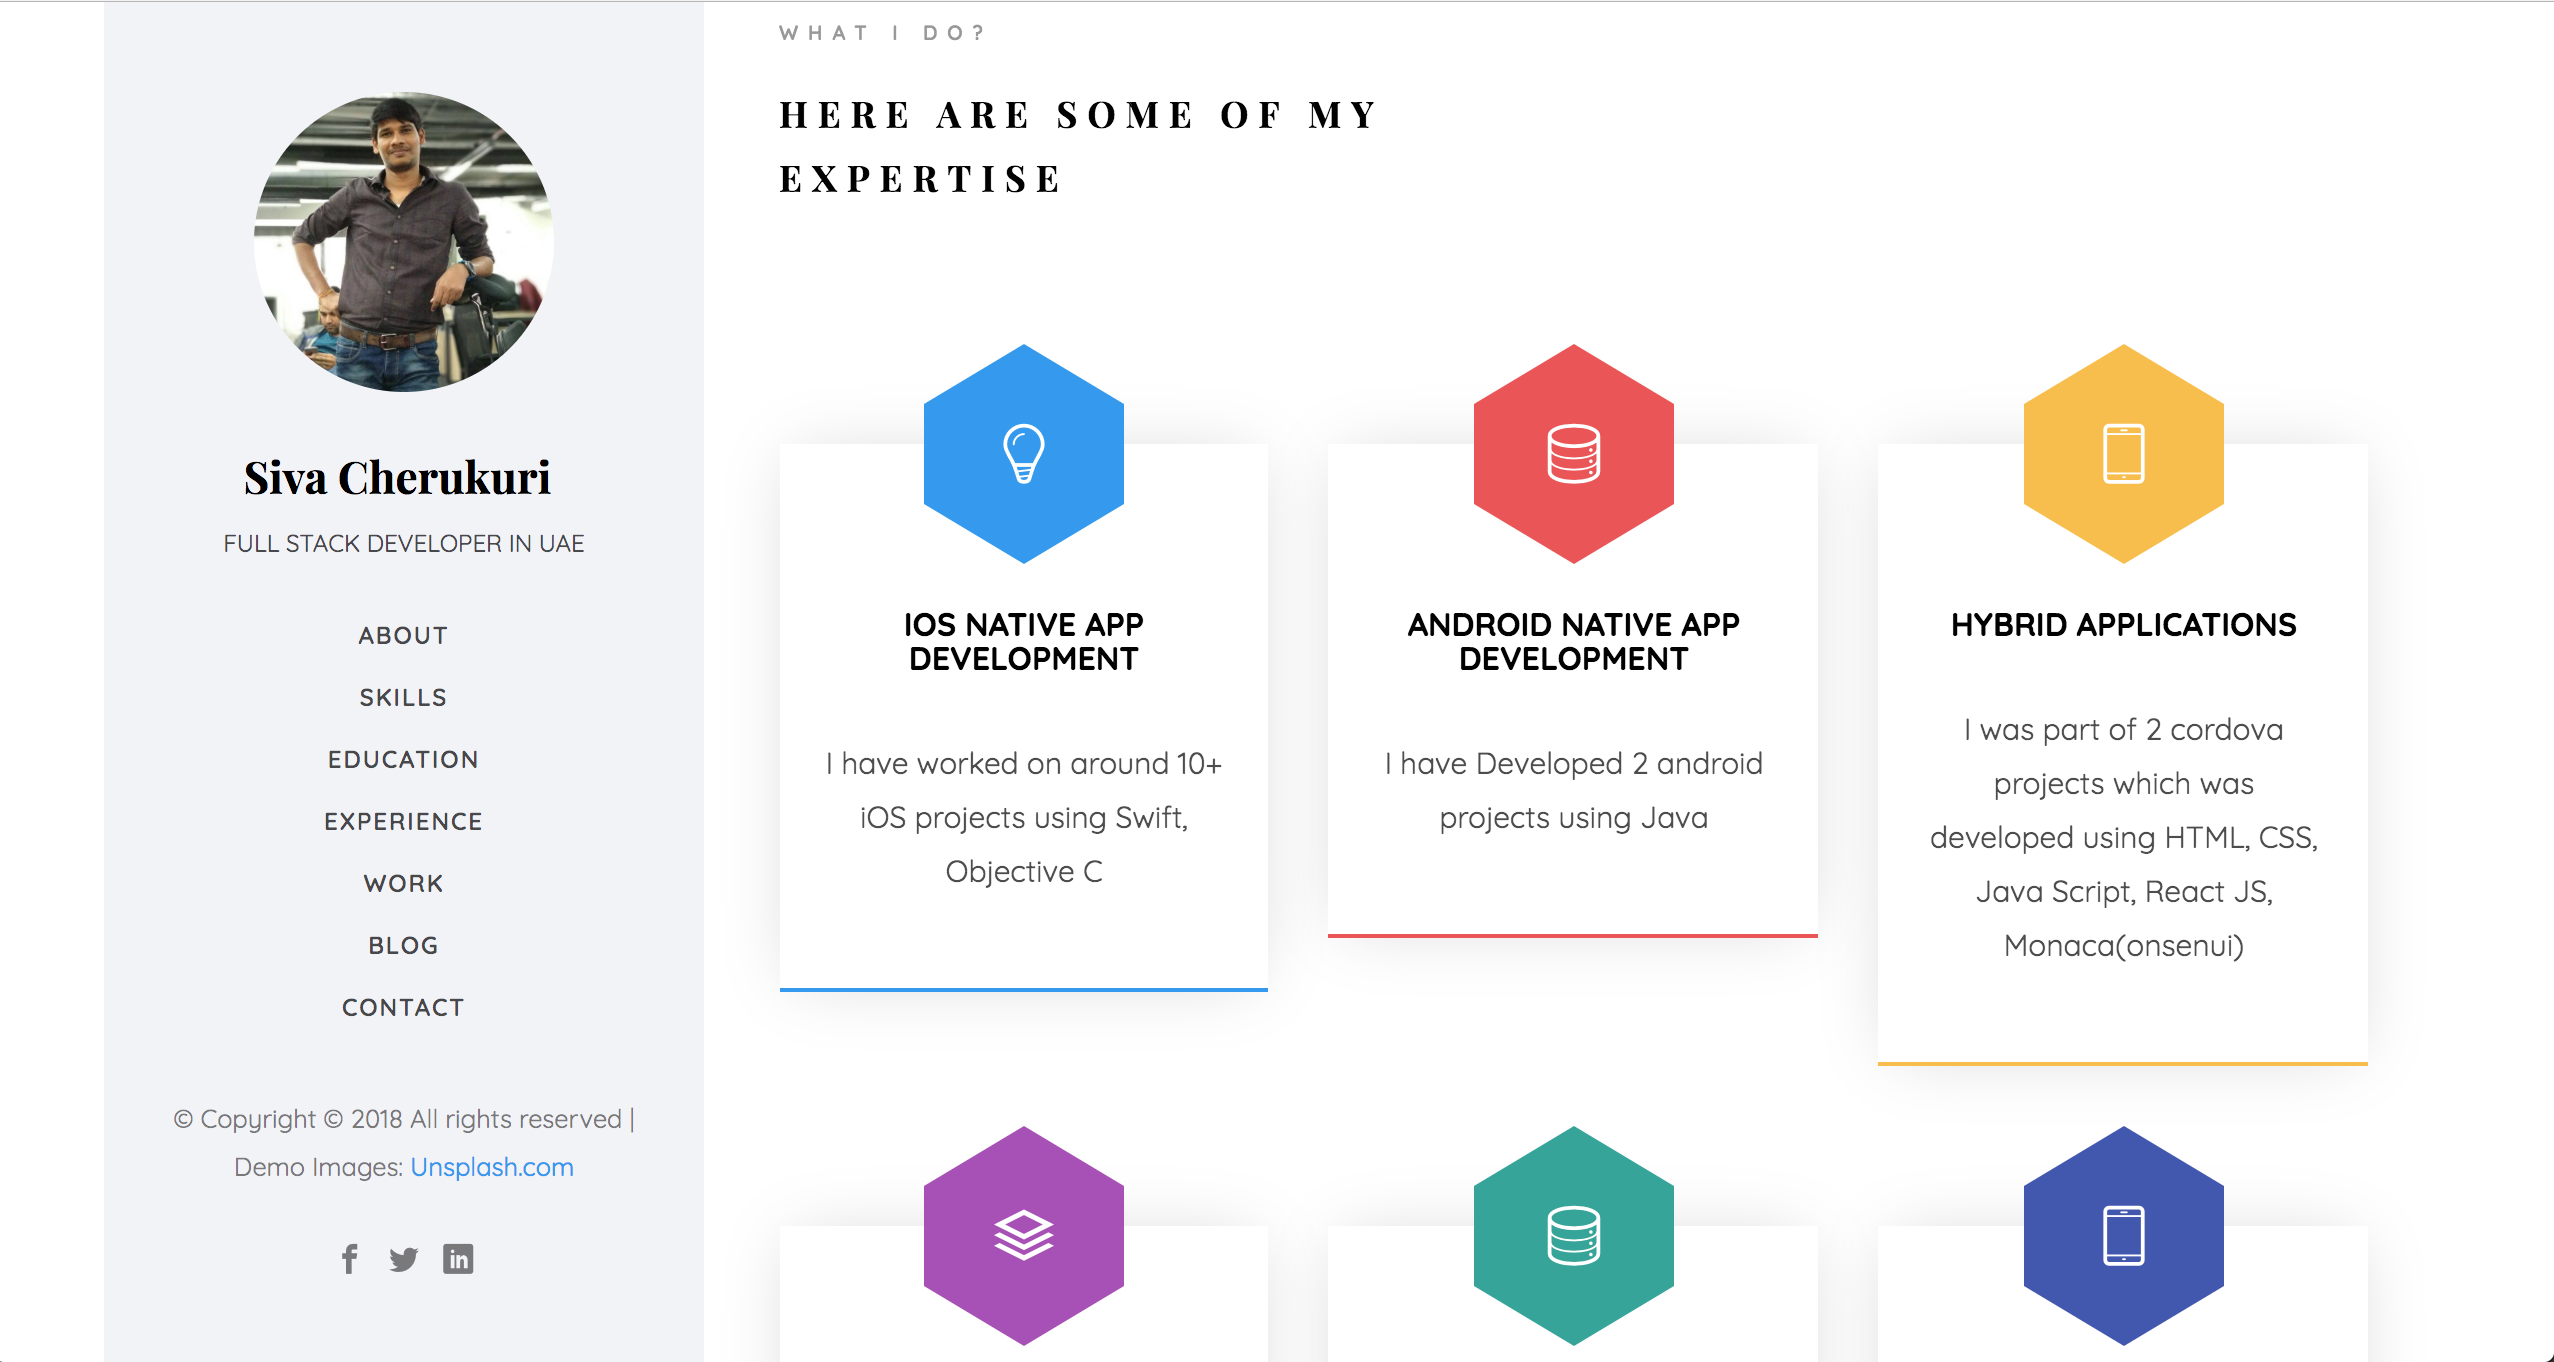 Siva Cherukuri
FULL STACK DEVELOPER IN UAE
ABOUT
SKILLS
EDUCATION
EXPERIENCE
WORK
BLOG
CONTACT
© Copyright © 2018 All rights reserved |
Demo Images: Unsplash.com
WHAT I DO?
HERE ARE SOME OF MY
EXPERTISE
IOS NATIVE APP
DEVELOPMENT
I have worked on around 10+
iOS projects using Swift,
Objective C
ANDROID NATIVE APP
DEVELOPMENT
I have Developed 2 android
projects using Java
HYBRID APPLICATIONS
I was part of 2 cordova
projects which was
developed using HTML, CSS,
Java Script, React JS,
Monaca(onsenui)